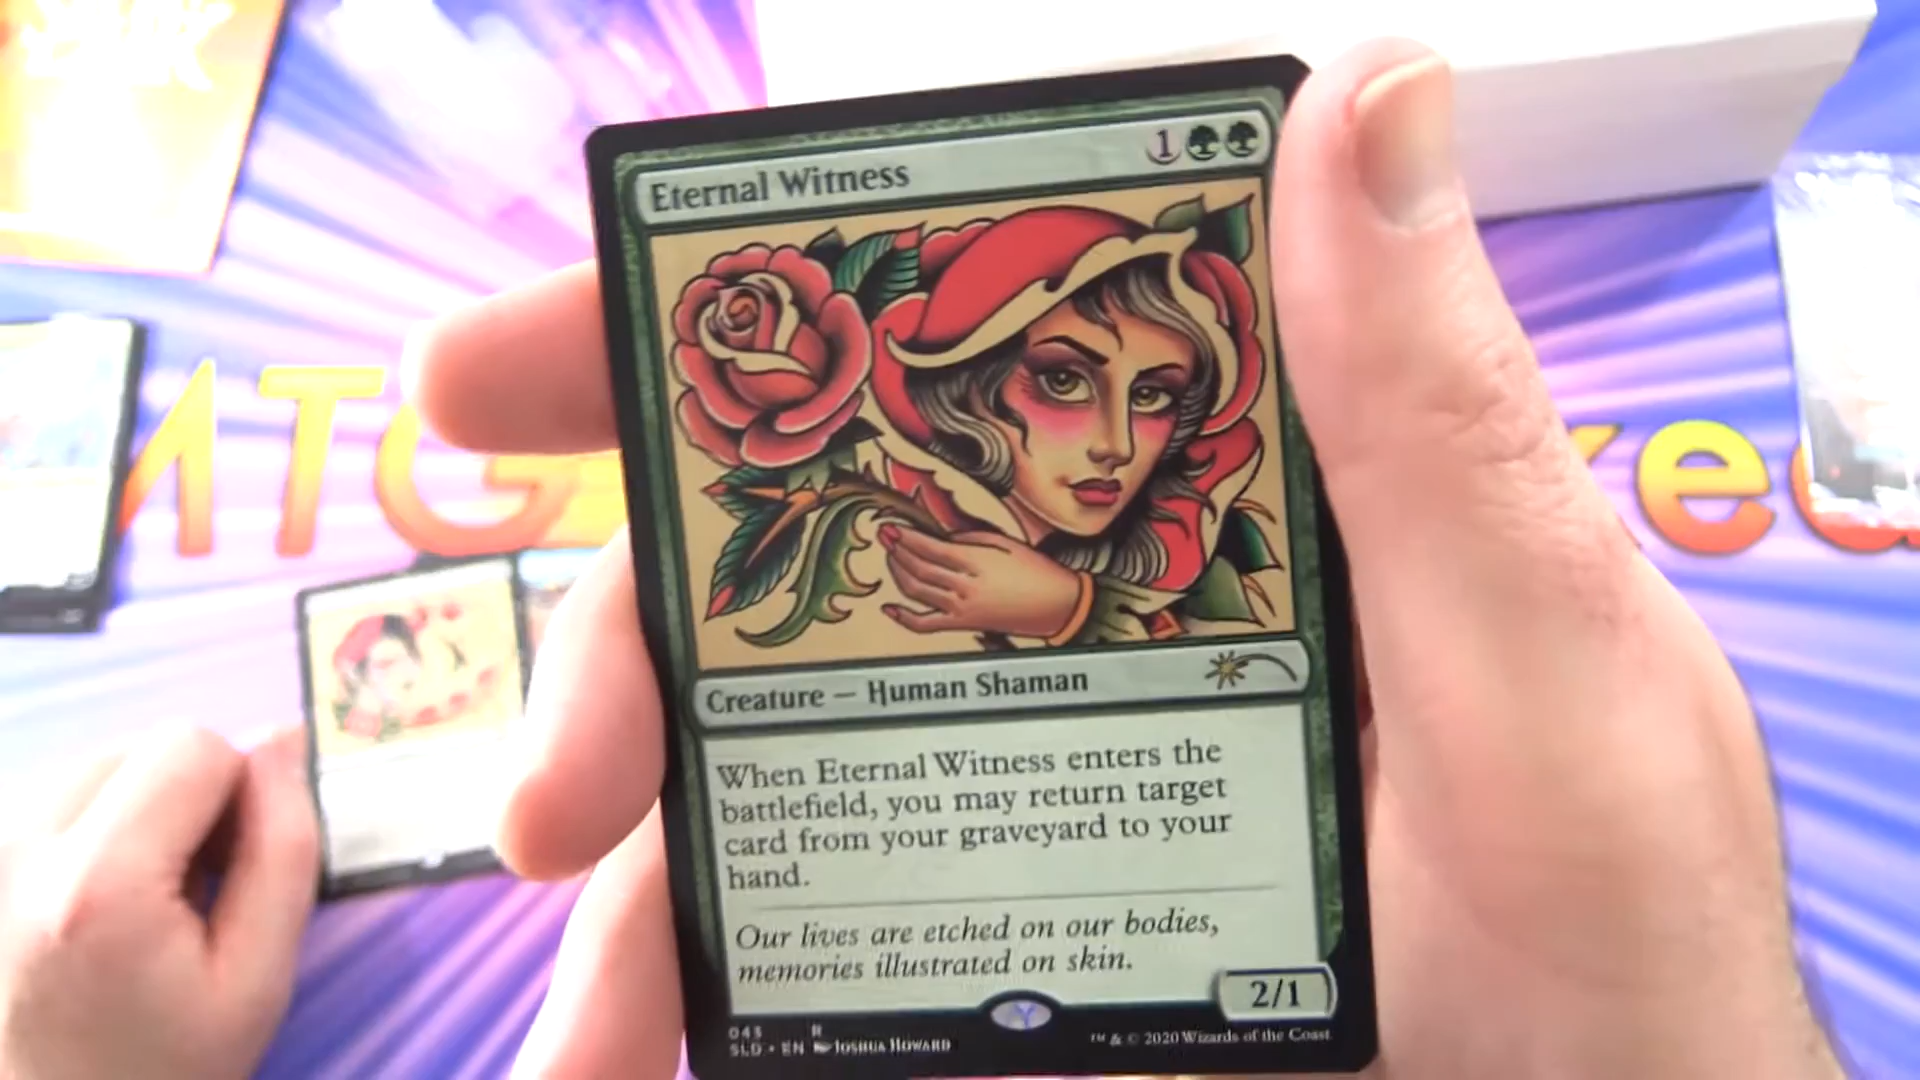 Eternal Witness
1
Creature — Human Shaman
When Eternal Witness enters the
battlefield, you may return target
card from your graveyard to your
hand.
Our lives are etched on our bodies,
memories illustrated on skin.
2/1
043 R
SLD • EN Joshua Howard
™ & © 2020 Wizards of the Coast
MTG